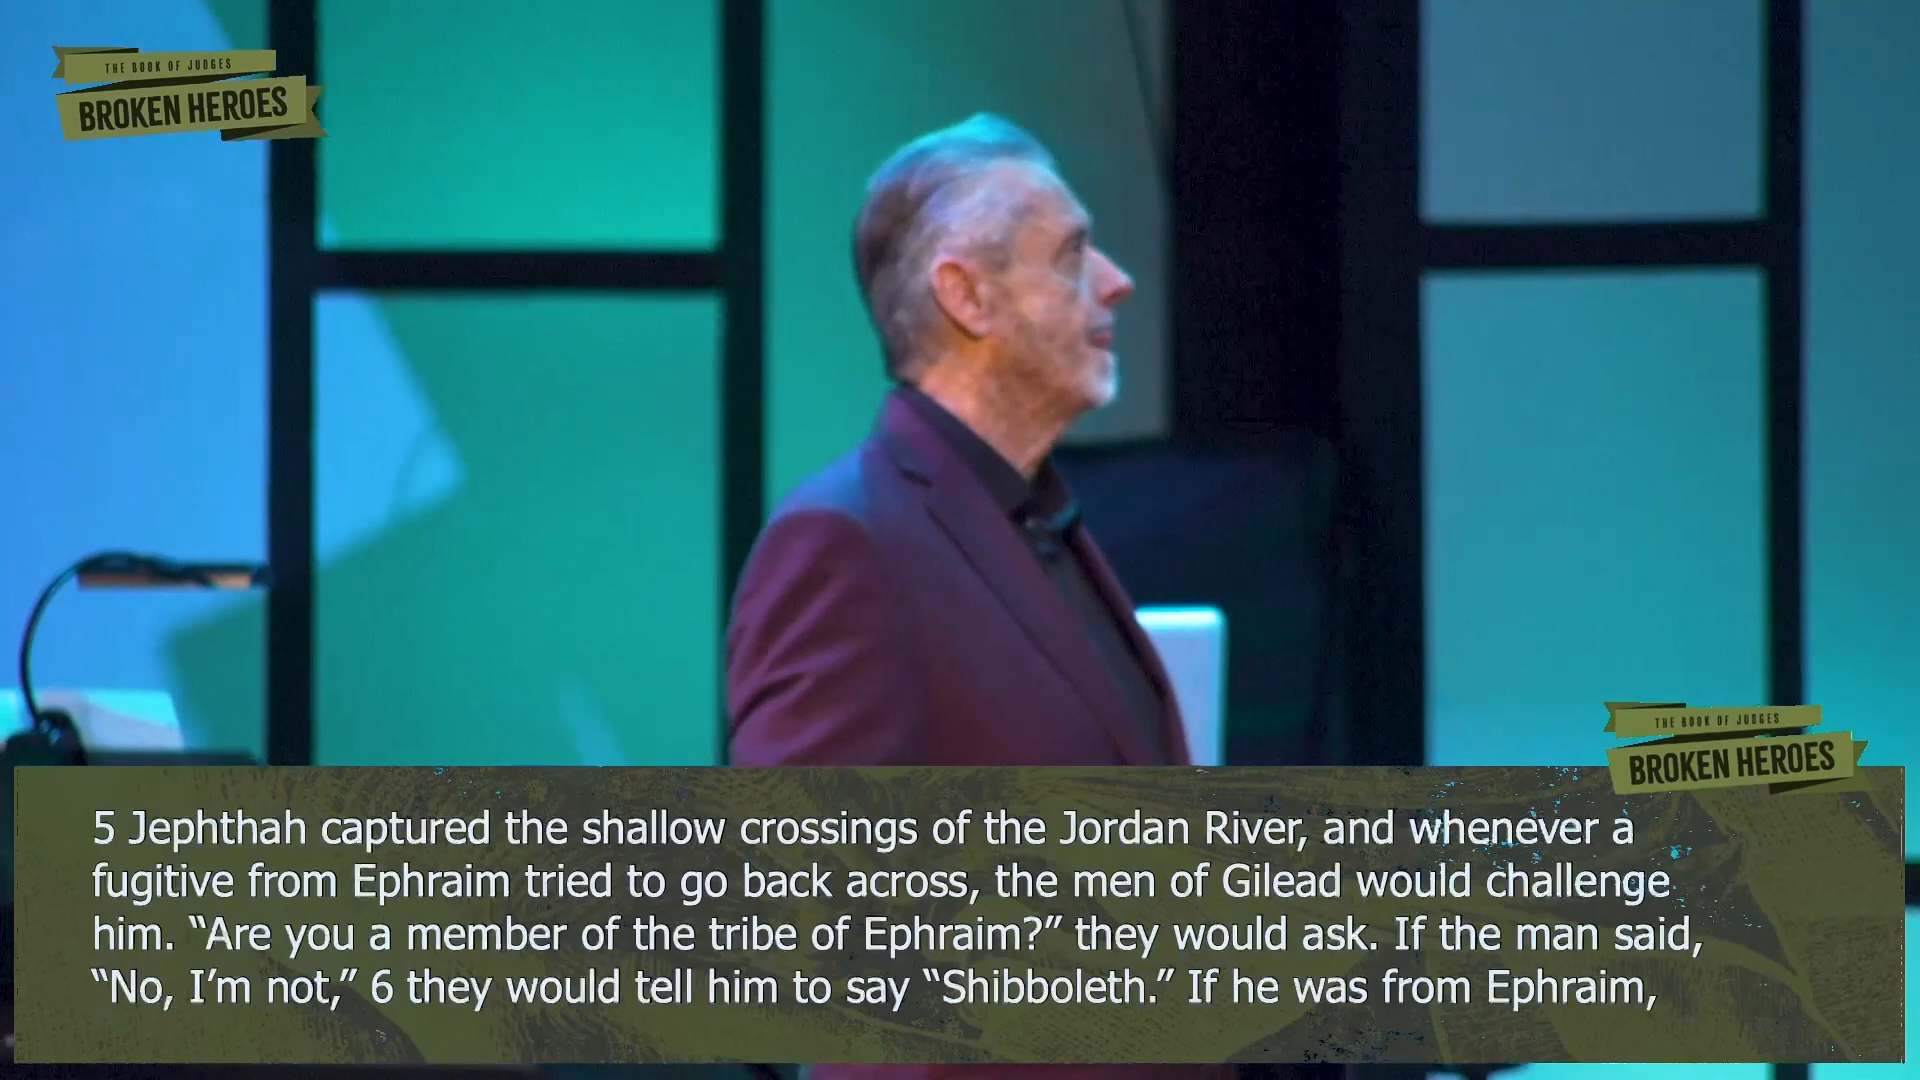 THE BOOK OF JUDGES
BROKEN HEROES
THE BOOK OF JUDGES
BROKEN HEROES
5 Jephthah captured the shallow crossings of the Jordan River, and whenever a
fugitive from Ephraim tried to go back across, the men of Gilead would challenge
him. “Are you a member of the tribe of Ephraim?” they would ask. If the man said,
“No, I’m not,” 6 they would tell him to say “Shibboleth.” If he was from Ephraim,